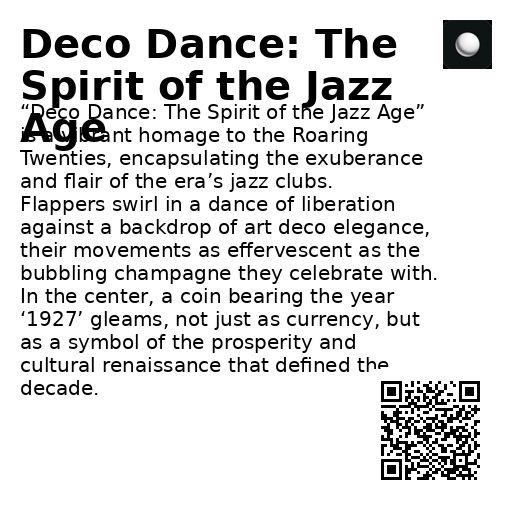 Deco Dance: The
Spirit of the Jazz
Age
“Deco Dance: The Spirit of the Jazz Age”
is a vibrant homage to the Roaring
Twenties, encapsulating the exuberance
and flair of the era’s jazz clubs.
Flappers swirl in a dance of liberation
against a backdrop of art deco elegance,
their movements as effervescent as the
bubbling champagne they celebrate with.
In the center, a coin bearing the year
‘1927’ gleams, not just as currency, but
as a symbol of the prosperity and
cultural renaissance that defined the
decade.